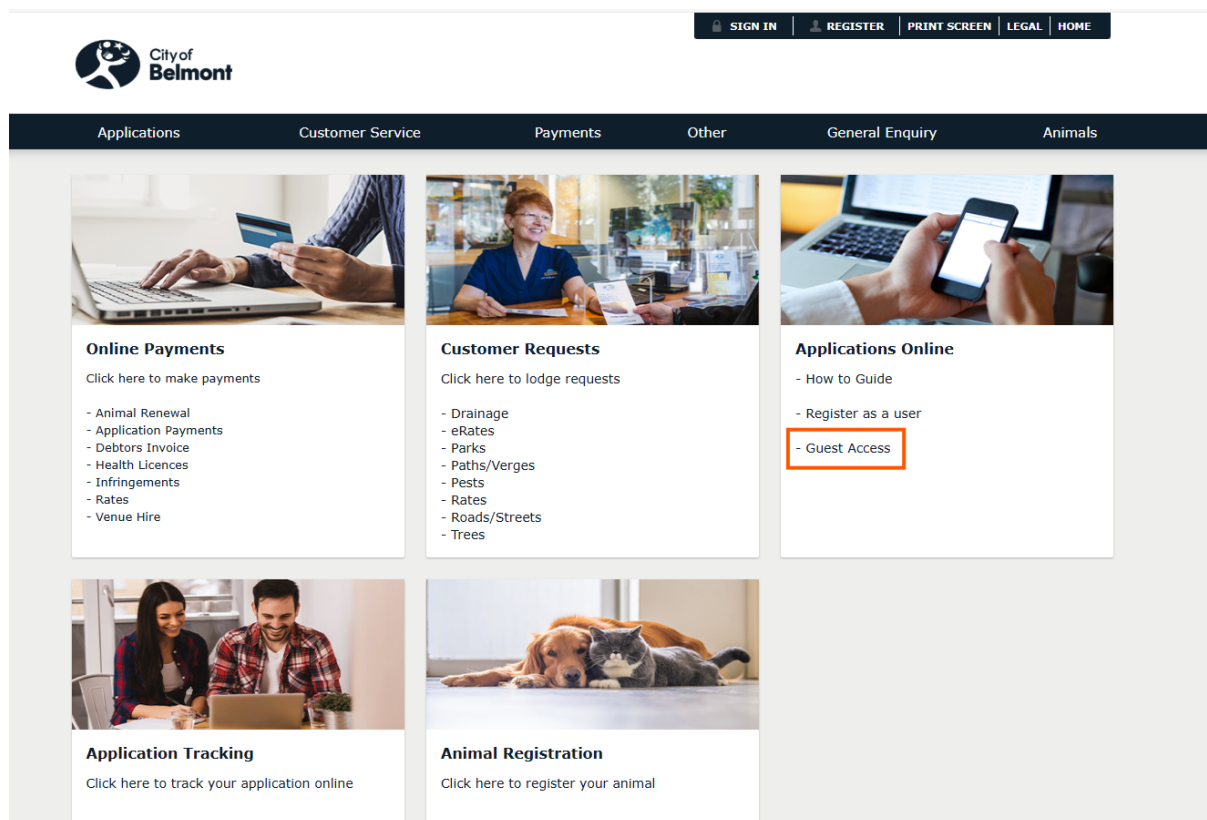 SIGN IN
REGISTER
PRINT SCREEN
LEGAL
HOME
City of
Belmont
Applications
Customer Service
Payments
Other
General Enquiry
Animals
Online Payments
Click here to make payments
- Animal Renewal
- Application Payments
- Debtors Invoice
- Health Licences
- Infringements
- Rates
- Venue Hire
Customer Requests
Click here to lodge requests
- Drainage
- eRates
- Parks
- Paths/Verges
- Pests
- Rates
- Roads/Streets
- Trees
Applications Online
- How to Guide
- Register as a user
- Guest Access
Application Tracking
Click here to track your application online
Animal Registration
Click here to register your animal